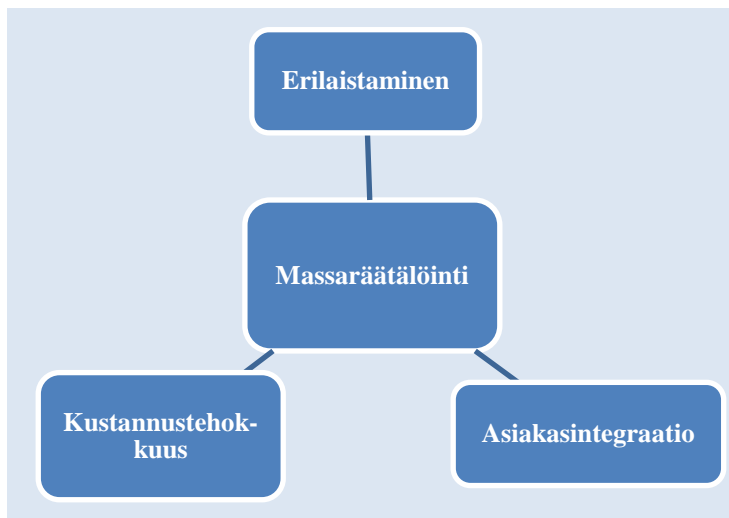 Erilaistaminen
Massaräätälöinti
Kustannustehok-
kuus
Asiakasintegraatio